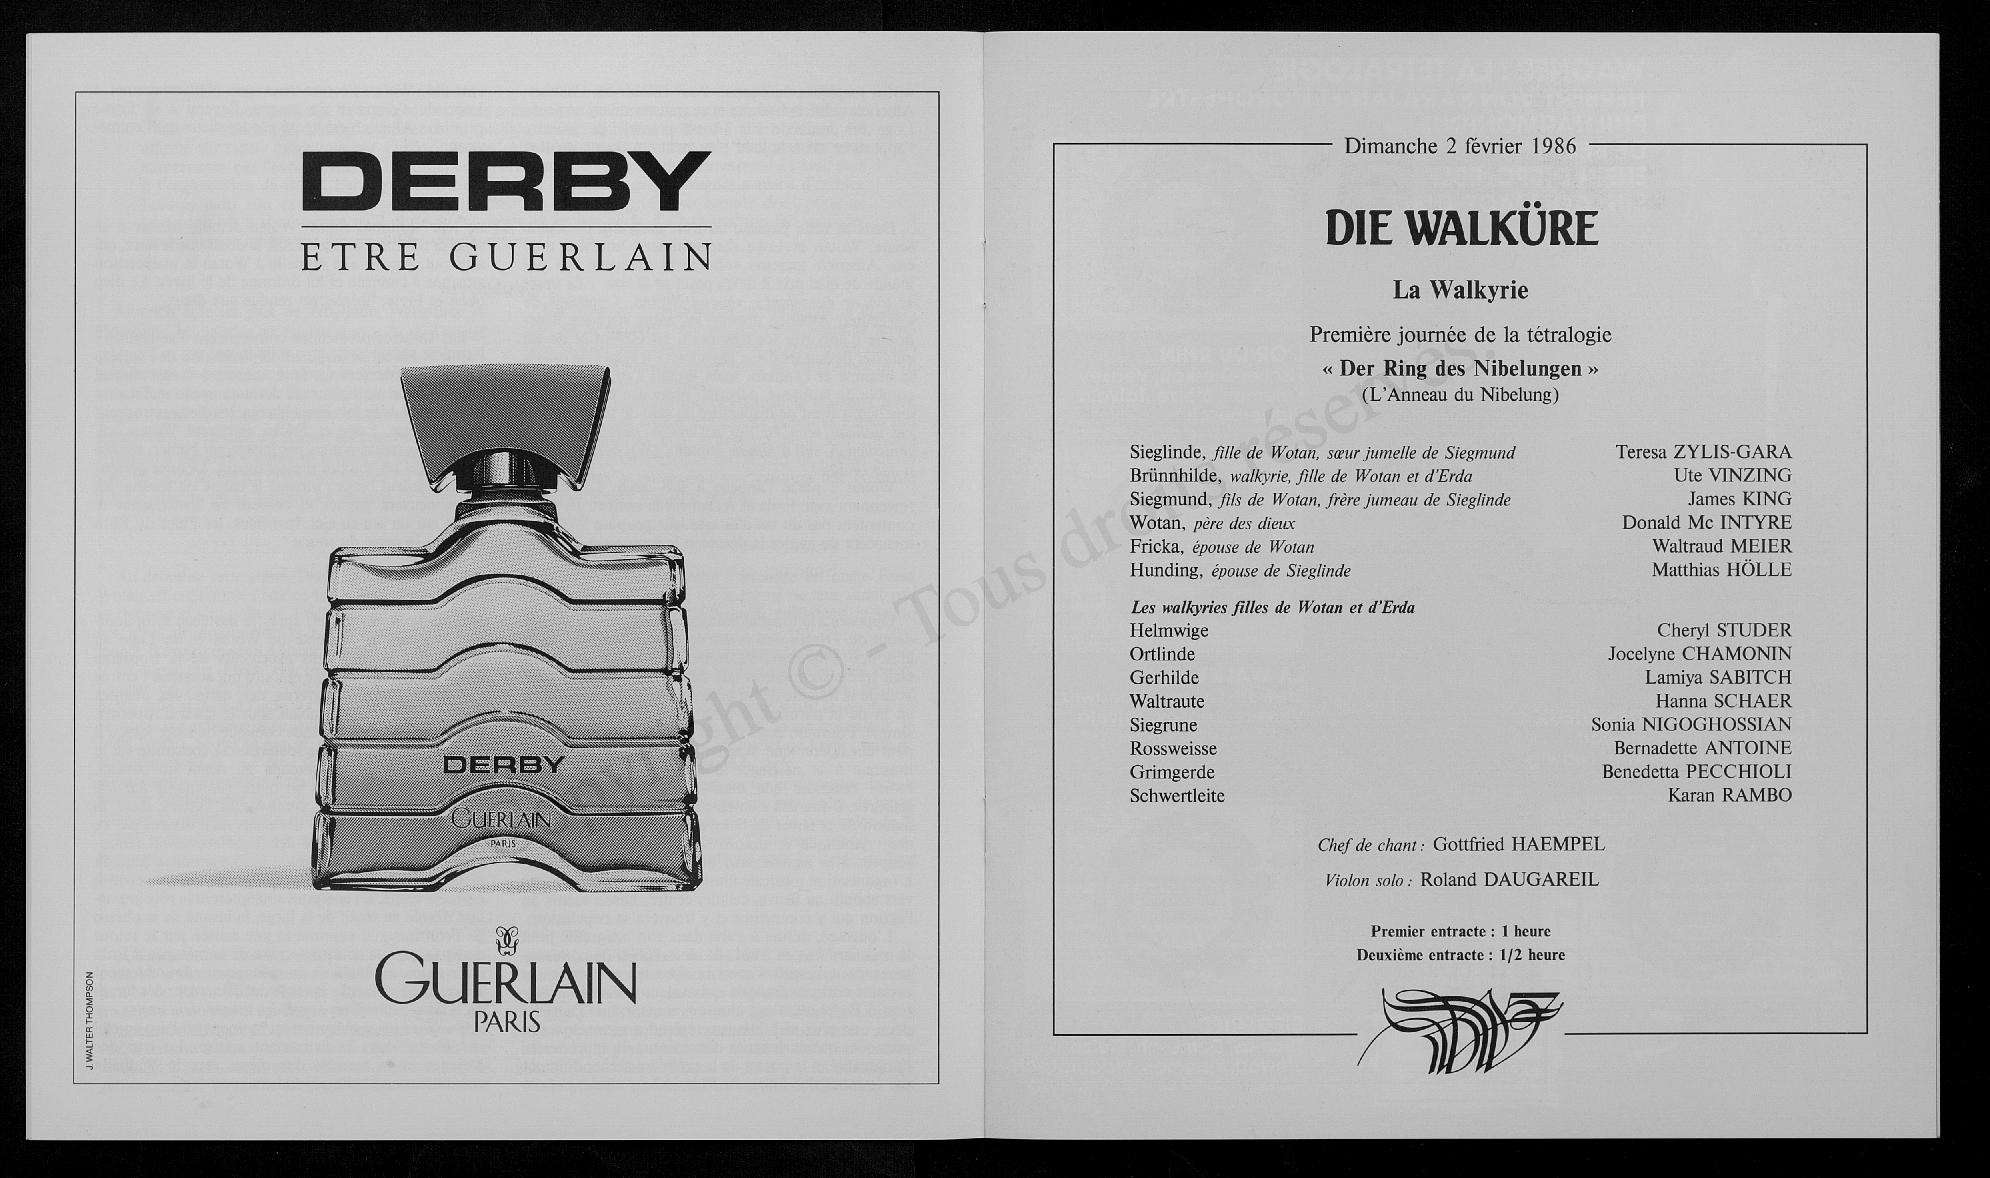 DERBY
ETRE GUERLAIN
DERBY
GUERLAIN
PARIS
GUERLAIN
PARIS
J. WALTER THOMPSON
Dimanche 2 février 1986
DIE WALKÜRE
La Walkyrie
Première journée de la tétralogie
« Der Ring des Nibelungen »
(L'Anneau du Nibelung)
Sieglinde, fille de Wotan, sœur jumelle de Siegmund Teresa ZYLIS-GARA
Brünnhilde, walkyrie, fille de Wotan et d'Erda Ute VINZING
Siegmund, fils de Wotan, frère jumeau de Sieglinde James KING
Wotan, père des dieux Donald Mc INTYRE
Fricka, épouse de Wotan Waltraud MEIER
Hunding, épouse de Sieglinde Matthias HÖLLE
Les walkyries filles de Wotan et d'Erda
Helmwige Cheryl STUDER
Ortlinde Jocelyne CHAMONIN
Gerhilde Lamiya SABITCH
Waltraute Hanna SCHAER
Siegrune Sonia NIGOGHOSSIAN
Rossweisse Bernadette ANTOINE
Grimgerde Benedetta PECCHIOLI
Schwertleite Karan RAMBO
Chef de chant : Gottfried HAEMPEL
Violon solo : Roland DAUGAREIL
Premier entracte : 1 heure
Deuxième entracte : 1/2 heure
ght © - Tous droits réservés.